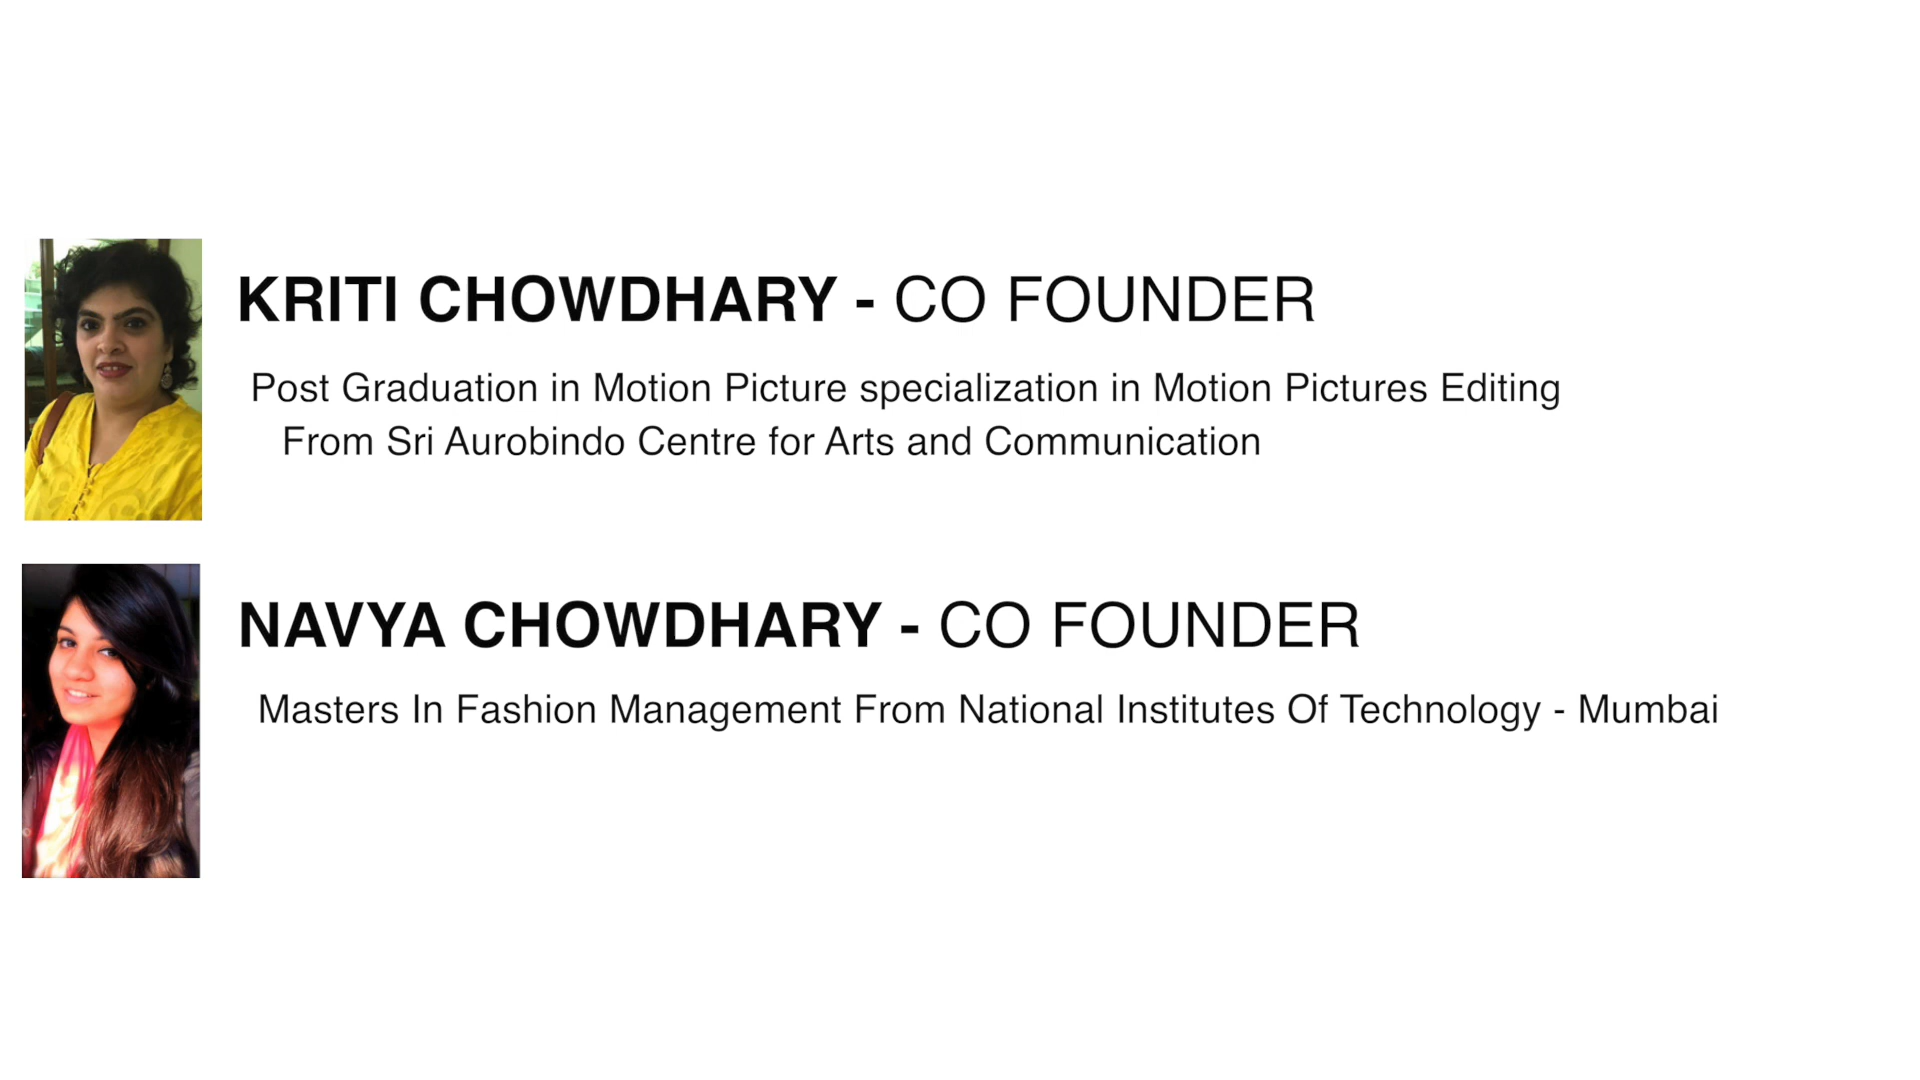 KRITI CHOWDHARY - CO FOUNDER
Post Graduation in Motion Picture specialization in Motion Pictures Editing
From Sri Aurobindo Centre for Arts and Communication
NAVYA CHOWDHARY - CO FOUNDER
Masters In Fashion Management From National Institutes Of Technology - Mumbai